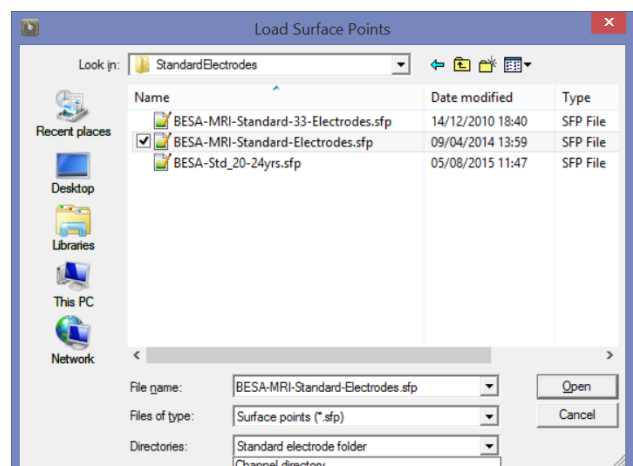 Load Surface Points
Look in: StandardElectrodes
Name Date modified Type
BESA-MRI-Standard-33-Electrodes.sfp 14/12/2010 18:40 SFP File
BESA-MRI-Standard-Electrodes.sfp 09/04/2014 13:59 SFP File
BESA-Std_20-24yrs.sfp 05/08/2015 11:47 SFP File
Recent places
Desktop
Libraries
This PC
Network
File name: BESA-MRI-Standard-Electrodes.sfp Open
Files of type: Surface points (*.sfp) Cancel
Directories: Standard electrode folder
Channel directory